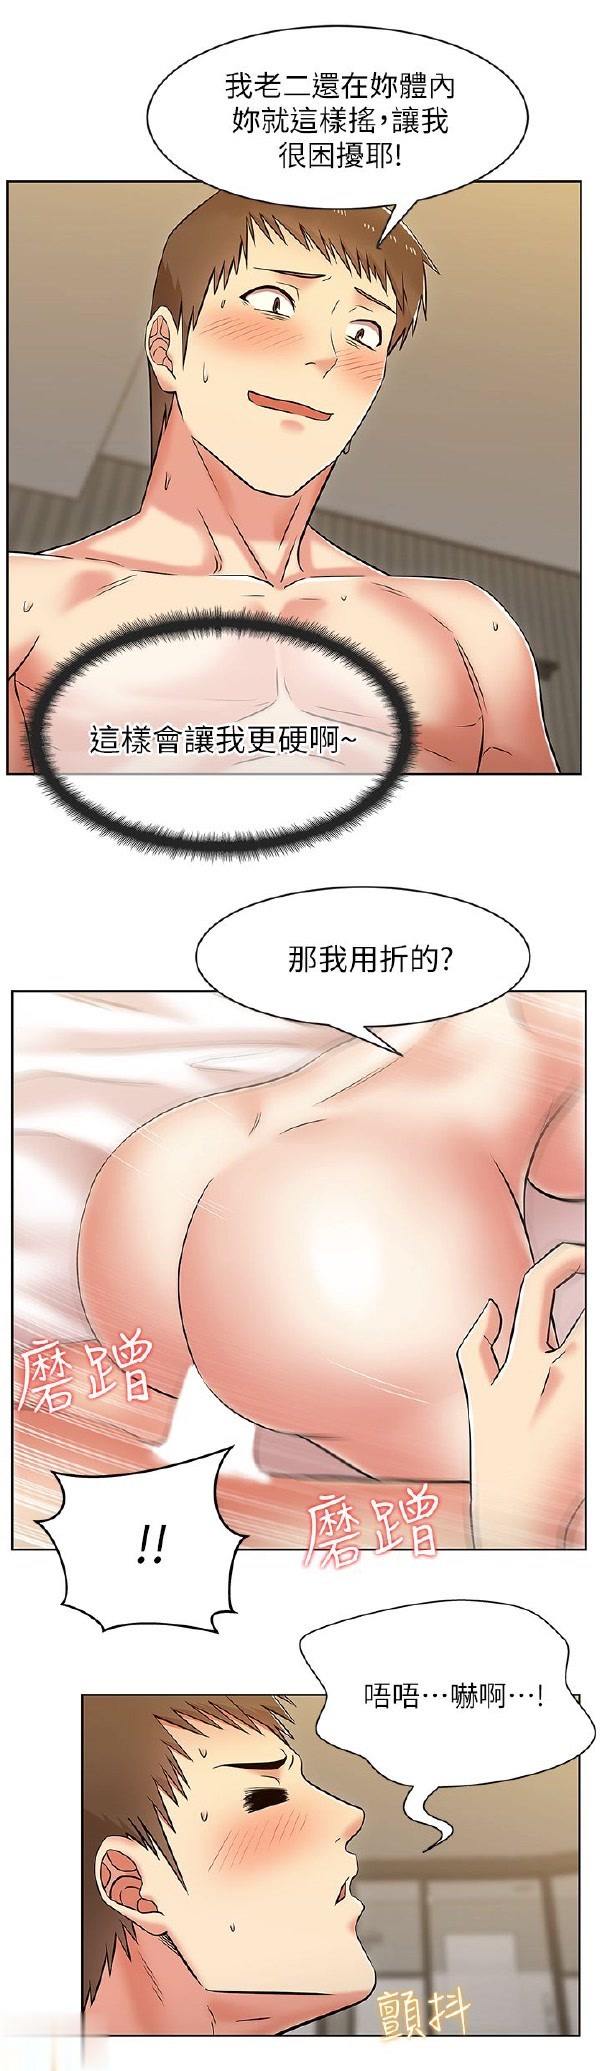 我老二還在妳體內
妳就這樣搖，讓我
很困擾耶！
這樣會讓我更硬啊~
那我用折的？
磨蹭
磨蹭
!!
唔唔…嚇啊…！
顫抖